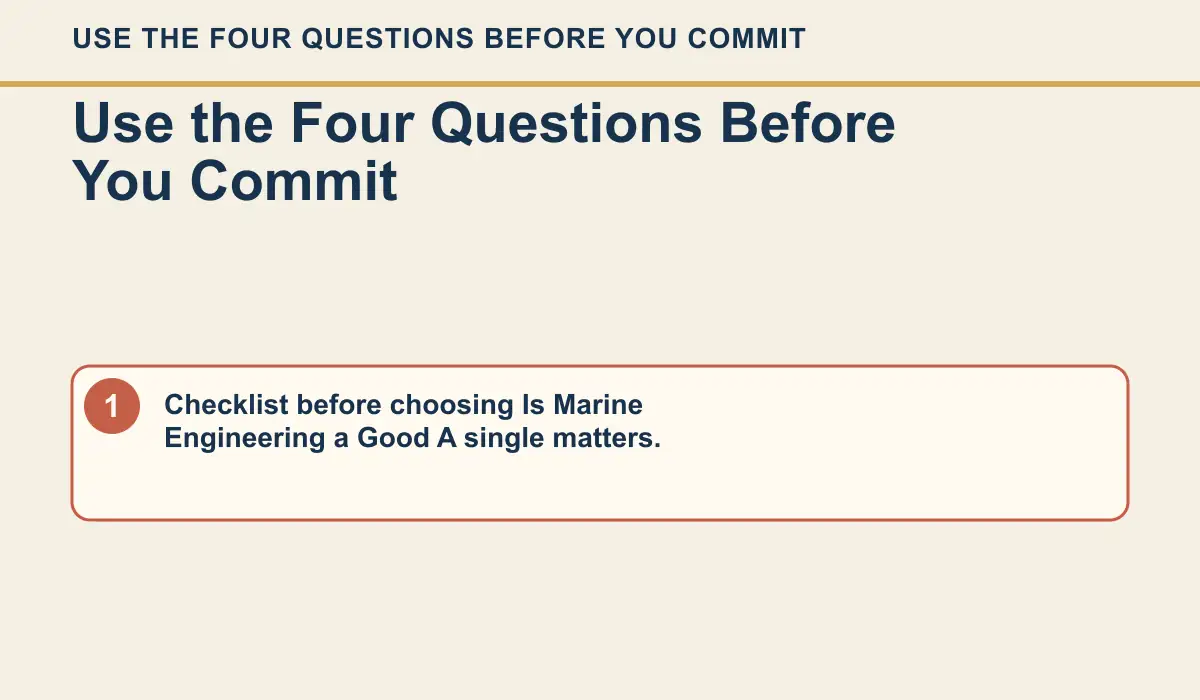 USE THE FOUR QUESTIONS BEFORE YOU COMMIT
Use the Four Questions Before
You Commit
1
Checklist before choosing Is Marine
Engineering a Good A single matters.